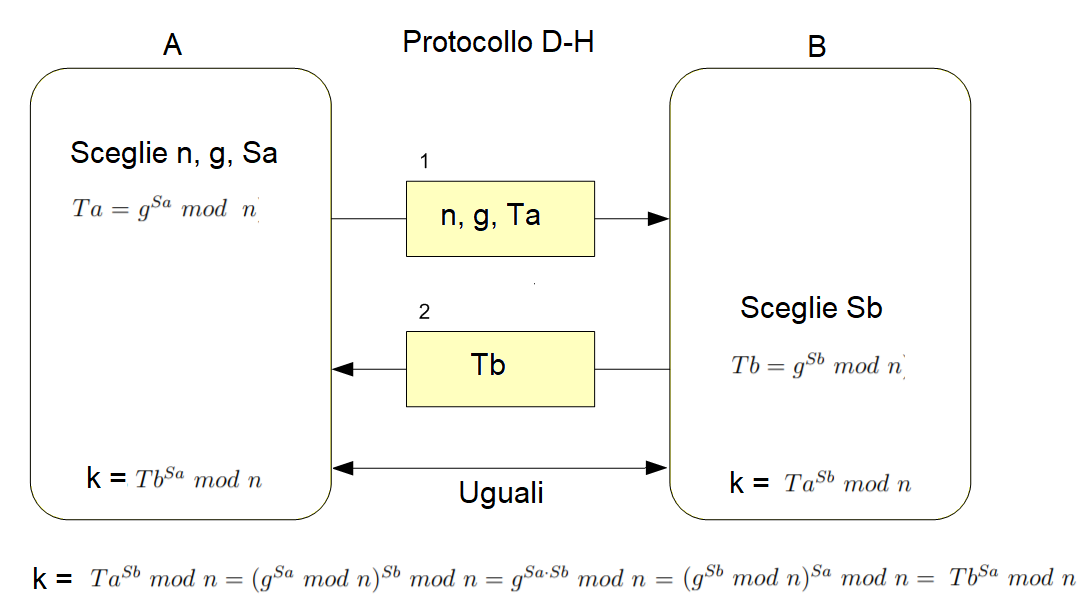 A
Protocollo D-H
B
Sceglie n, g, Sa
Ta = g^{Sa} mod n
1
n, g, Ta
2
Tb
Sceglie Sb
Tb = g^{Sb} mod n
k = Tb^{Sa} mod n
Uguali
k = Ta^{Sb} mod n
k = Ta^{Sb} mod n = (g^{Sa} mod n)^{Sb} mod n = g^{Sa·Sb} mod n = (g^{Sb} mod n)^{Sa} mod n = Tb^{Sa} mod n